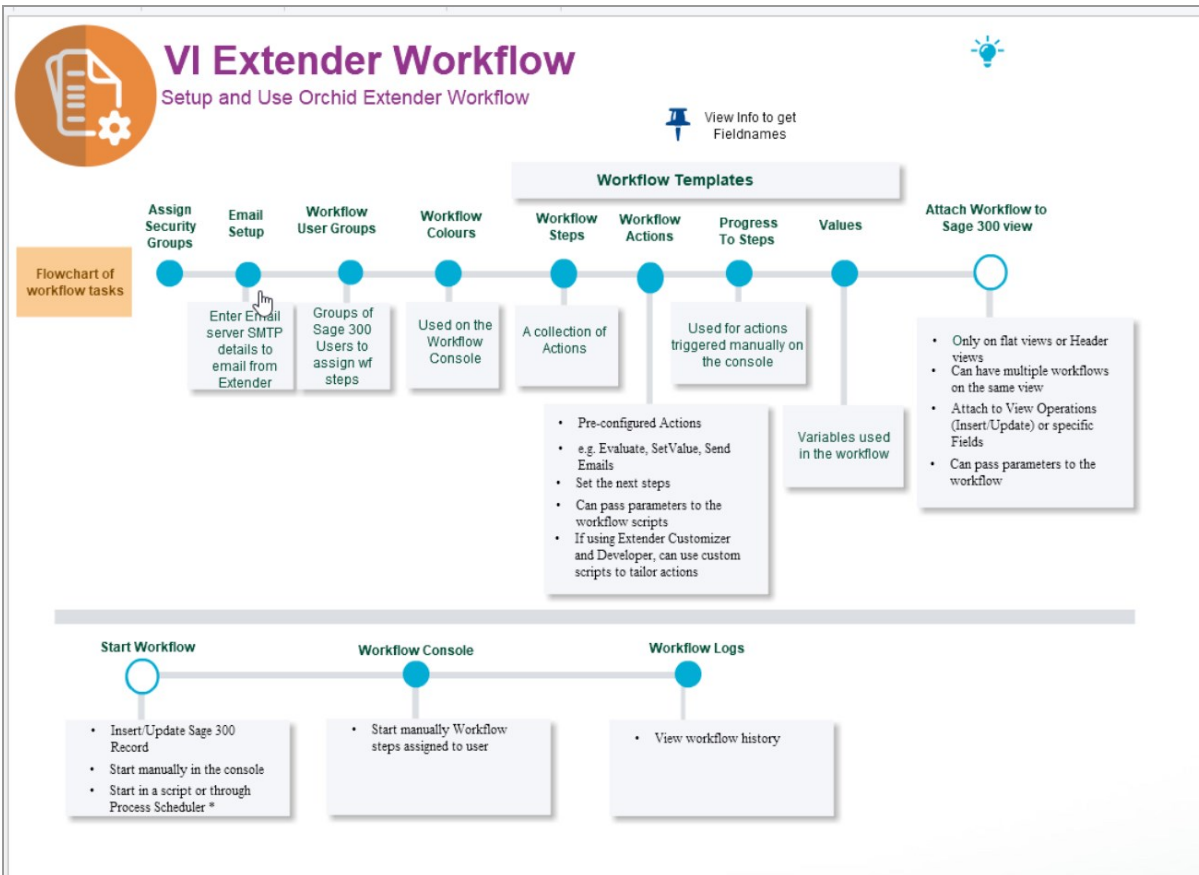 VI Extender Workflow
Setup and Use Orchid Extender Workflow
View Info to get
Fieldnames
Workflow Templates
Assign
Security
Groups
Email
Setup
Workflow
User Groups
Workflow
Colours
Workflow
Steps
Workflow
Actions
Progress
To Steps
Values
Attach Workflow to
Sage 300 view
Flowchart of
workflow tasks
Enter Email
server SMTP
details to
email from
Extender
Groups of
Sage 300
Users to
assign wf
steps
Used on the
Workflow
Console
A collection of
Actions
Used for actions
triggered manually on
the console
• Only on flat views or Header
views
• Can have multiple workflows
on the same view
• Attach to View Operations
(Insert/Update) or specific
Fields
• Can pass parameters to the
workflow
• Pre-configured Actions
• e.g. Evaluate, SetValue, Send
Emails
• Set the next steps
• Can pass parameters to the
workflow scripts
• If using Extender Customizer
and Developer, can use custom
scripts to tailor actions
Variables used
in the workflow
Start Workflow
Workflow Console
Workflow Logs
• Insert/Update Sage 300
Record
• Start manually in the console
• Start in a script or through
Process Scheduler *
• Start manually Workflow
steps assigned to user
• View workflow history